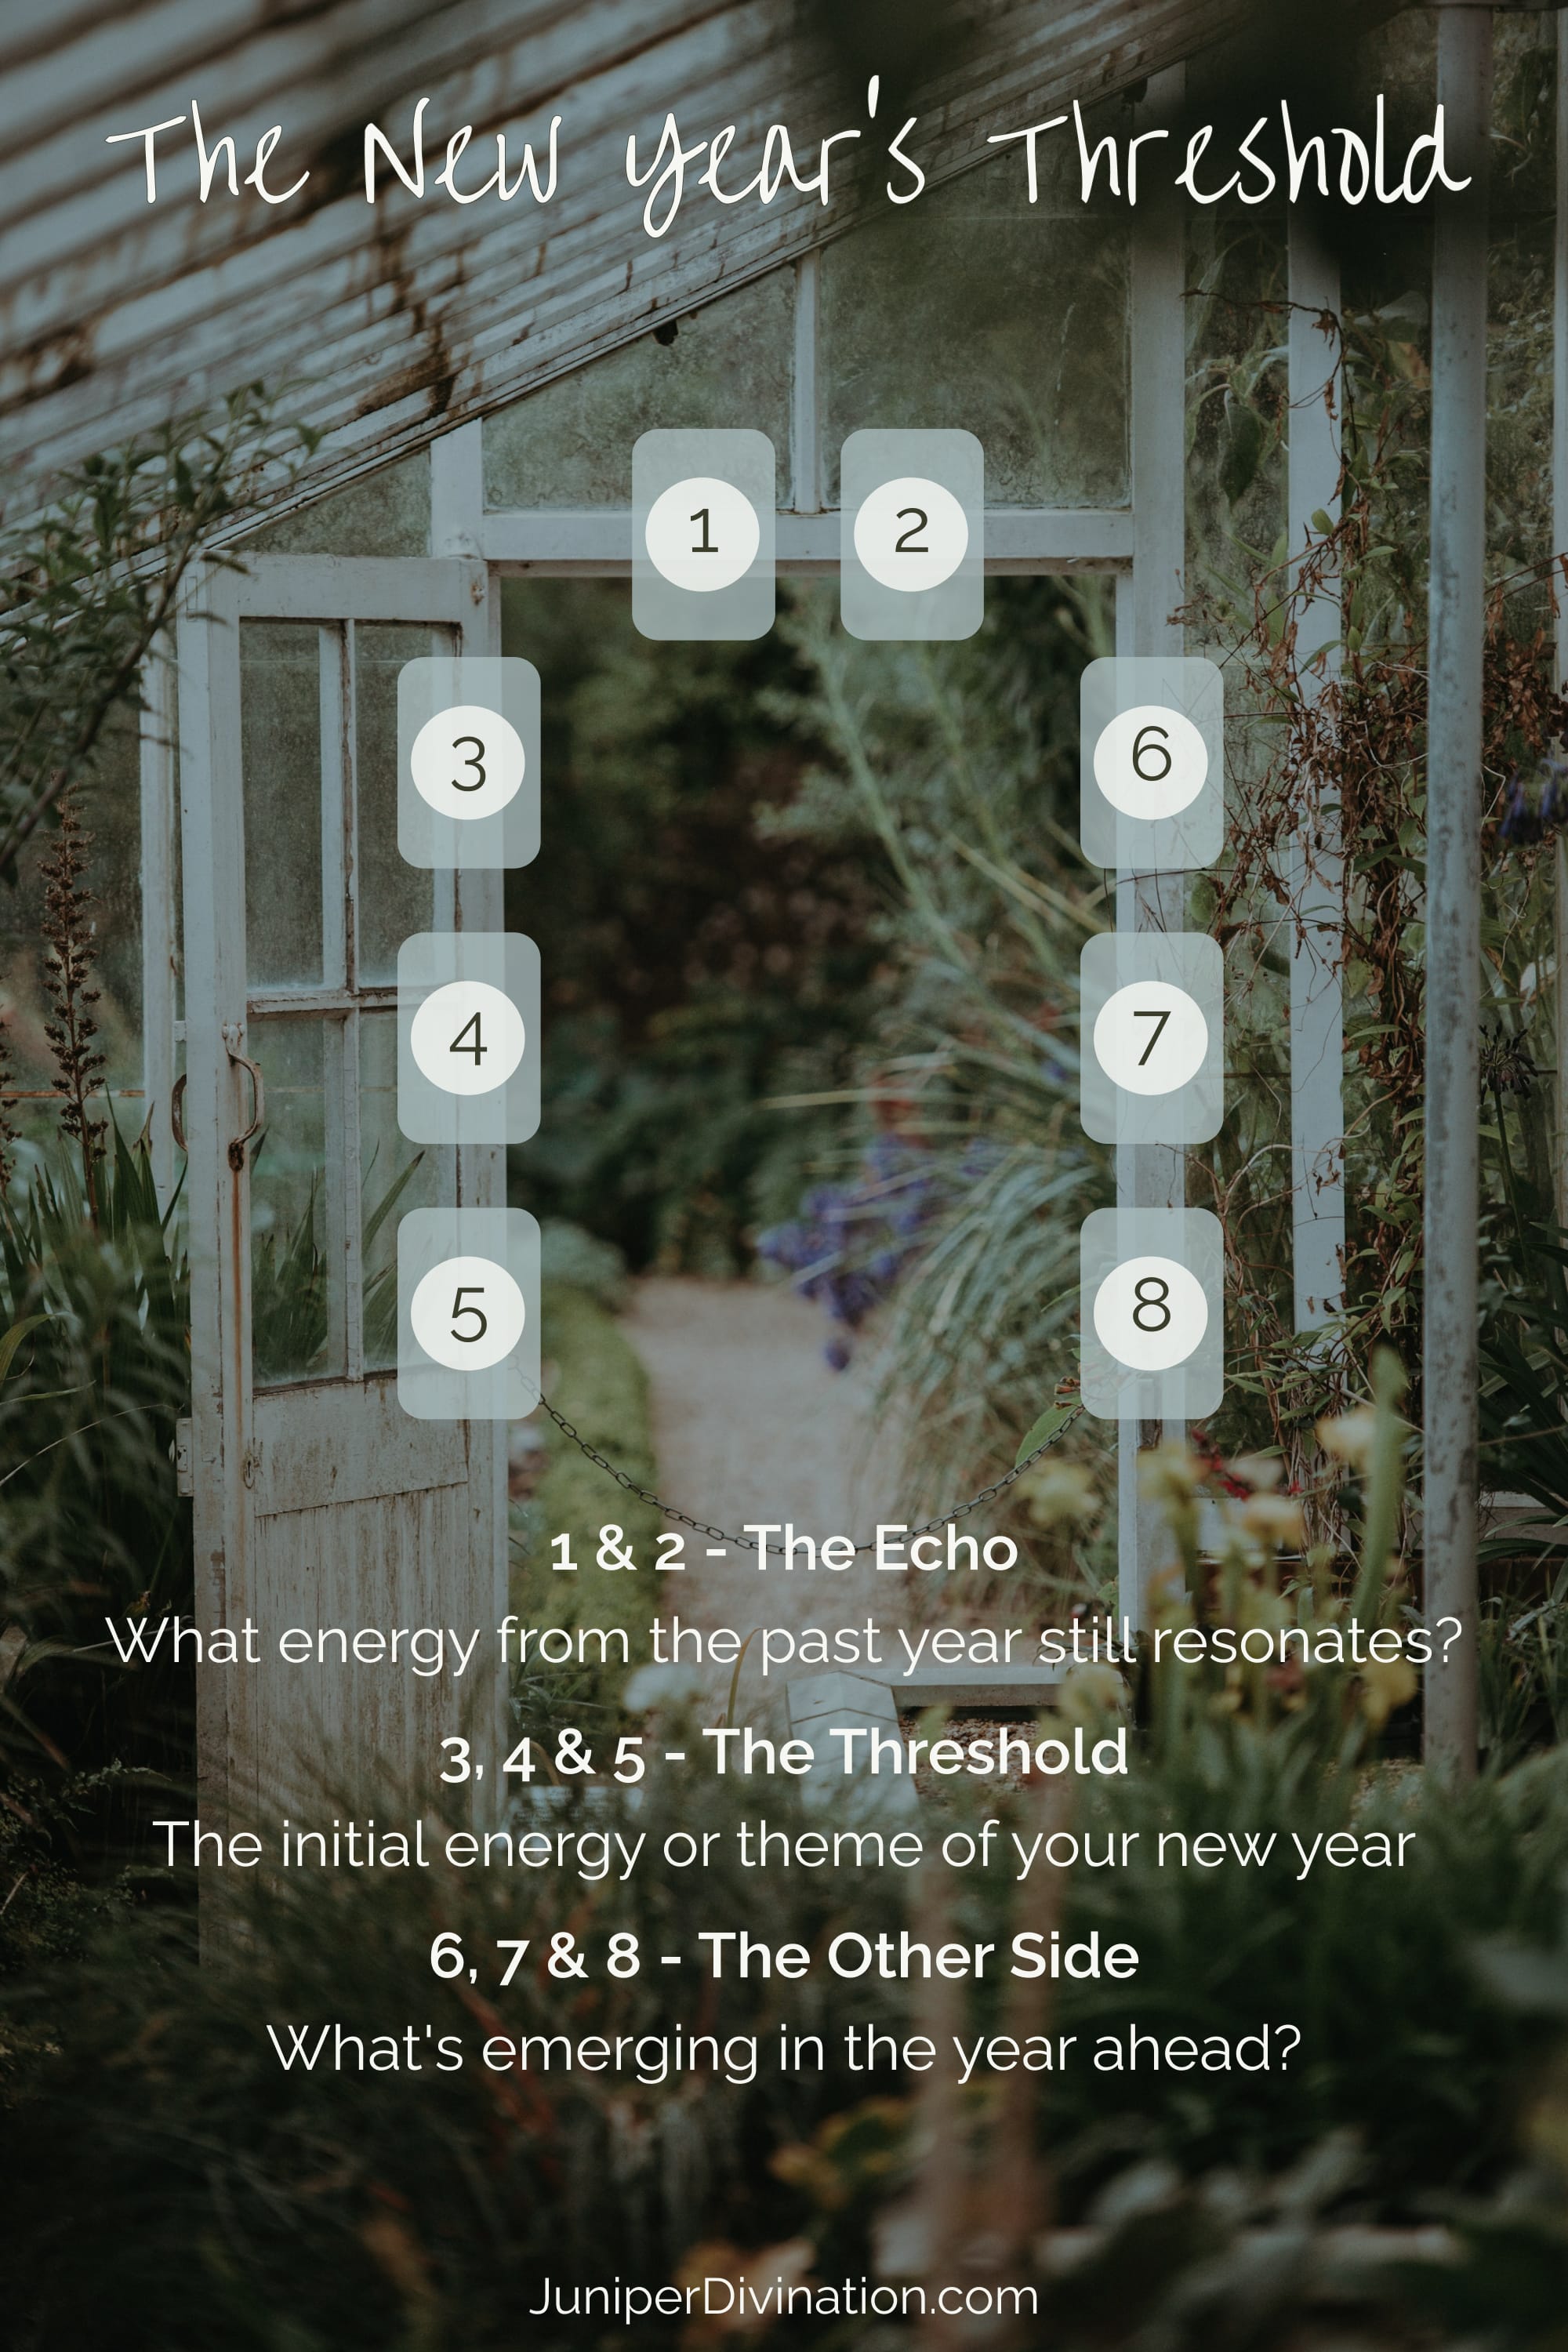 The New Year's Threshold
1 2
3 6
4 7
5 8
1 & 2 - The Echo
What energy from the past year still resonates?
3, 4 & 5 - The Threshold
The initial energy or theme of your new year
6, 7 & 8 - The Other Side
What's emerging in the year ahead?
JuniperDivination.com